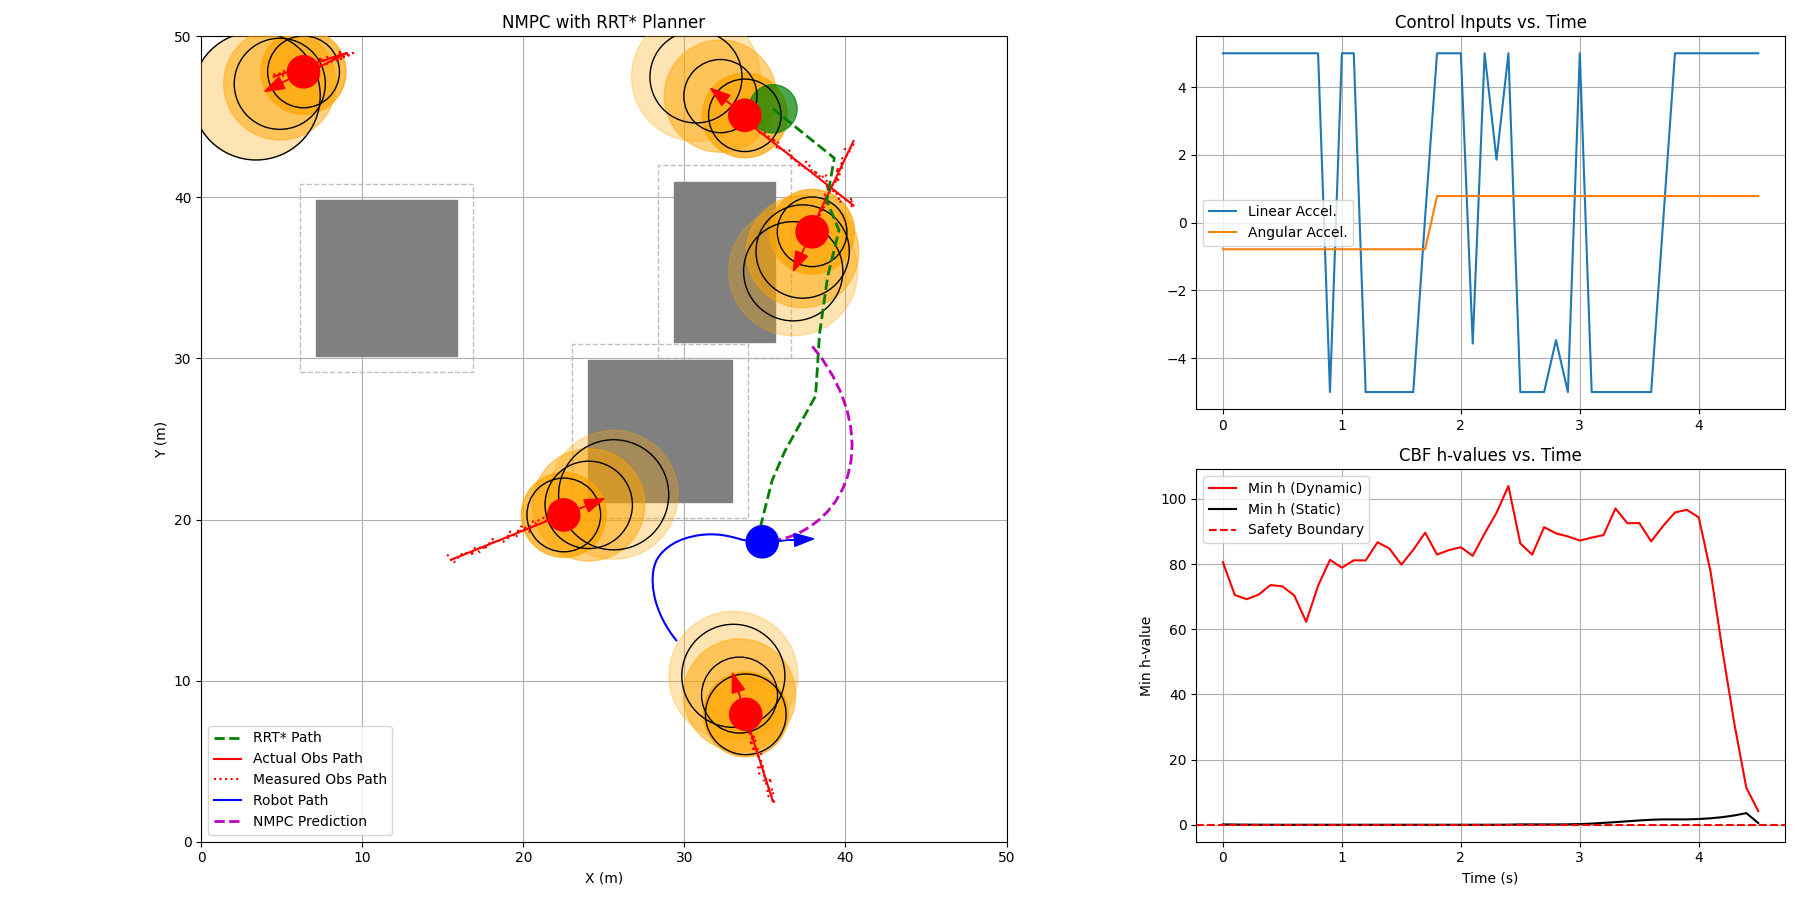 NMPC with RRT* Planner
50
40
30
20
10
0
Y (m)
0 10 20 30 40 50
X (m)
RRT* Path
Actual Obs Path
Measured Obs Path
Robot Path
NMPC Prediction
Control Inputs vs. Time
4
2
0
−2
−4
Linear Accel.
Angular Accel.
0 1 2 3 4
CBF h-values vs. Time
100
80
60
40
20
0
Min h-value
Min h (Dynamic)
Min h (Static)
Safety Boundary
0 1 2 3 4
Time (s)